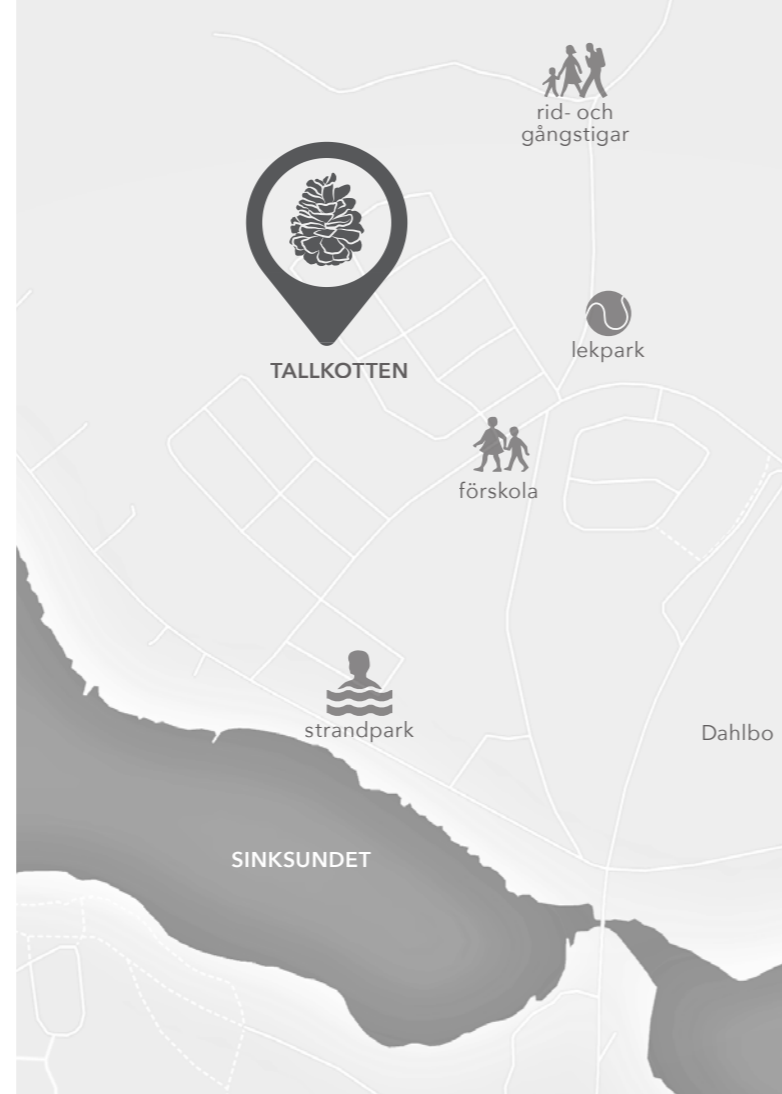 rid- och
gångstigar
lekpark
TALLKOTTEN
förskola
strandpark
Dahlbo
SINKSUNDET